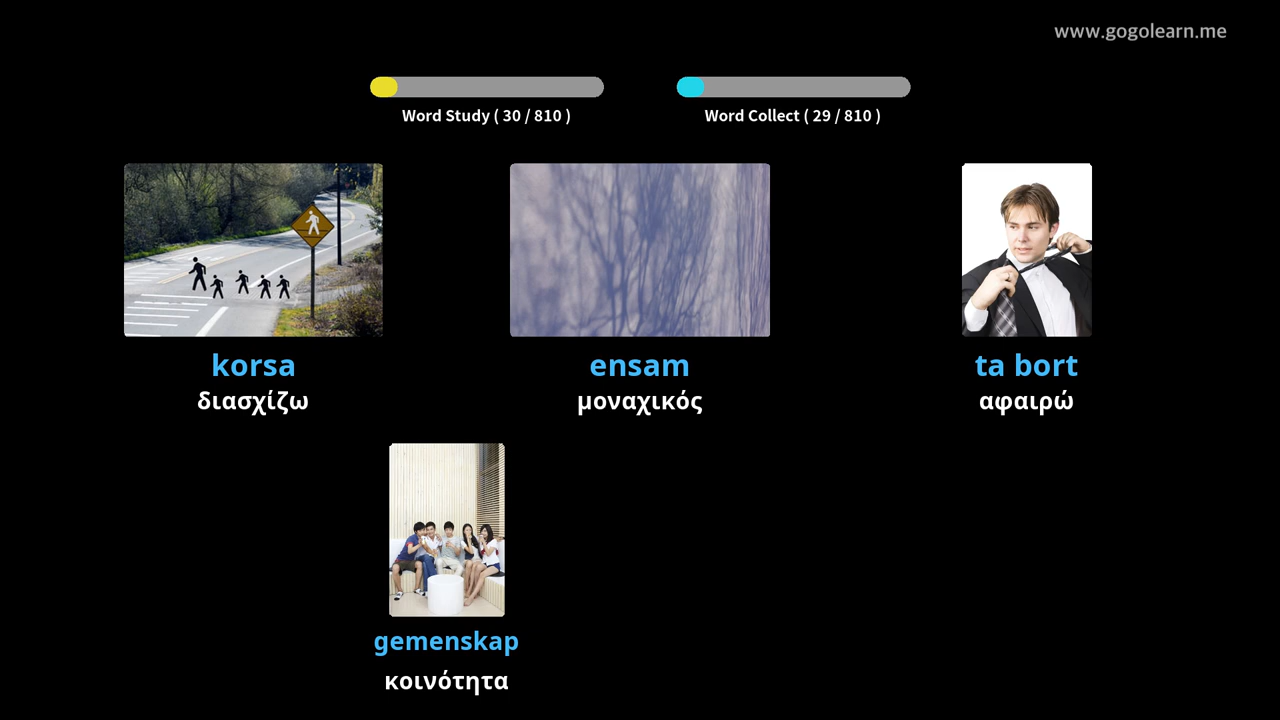 www.gogolearn.me
Word Study ( 30 / 810 )
Word Collect ( 29 / 810 )
korsa
ensam
ta bort
διασχίζω
μοναχικός
αφαιρώ
gemenskap
κοινότητα